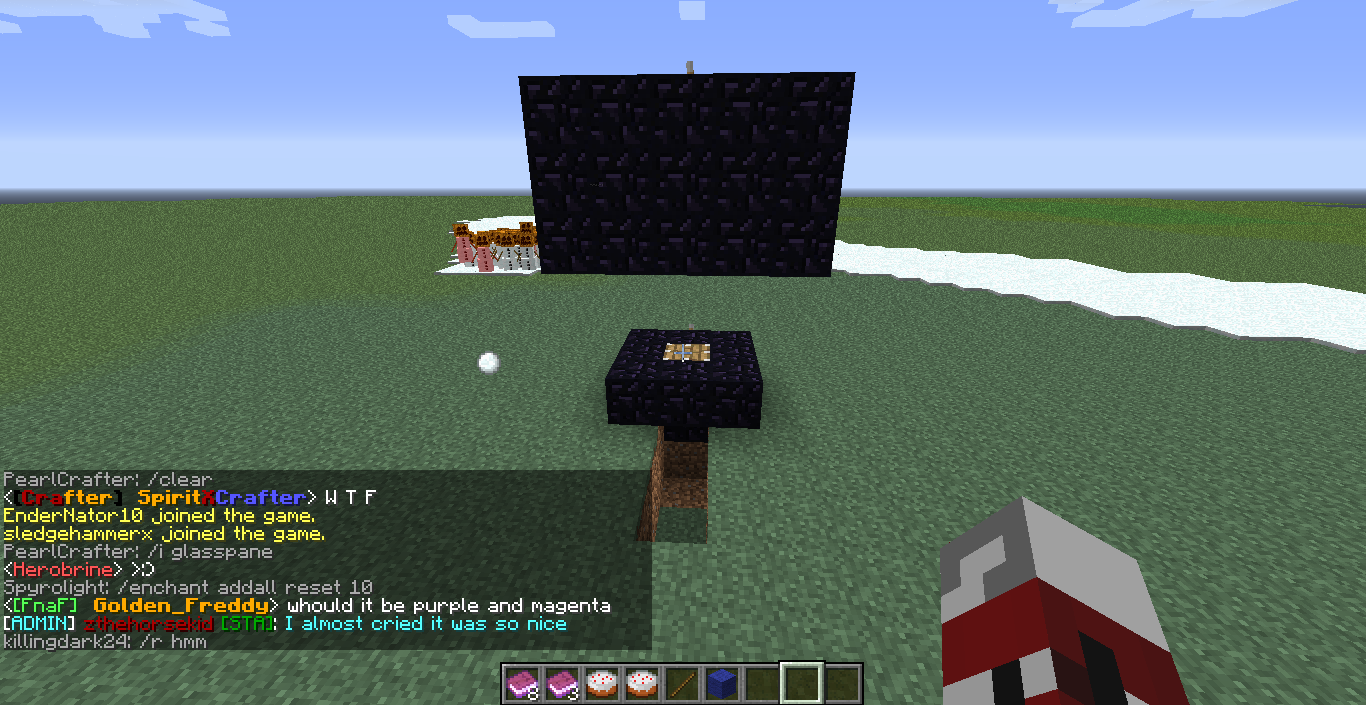 PearlCrafter: /clear
<[Crafter] SpiritXCrafter> W T F
EnderNator10 joined the game.
sledgehammerx joined the game.
PearlCrafter: /i glasspane
<Herobrine> >:D
Spyrolight: /enchant addall reset 10
<[FnaF] Golden_Freddy> whould it be purple and magenta
[ADMIN] zthehorsekid [STA]: I almost cried it was so nice
killingdark24: /r hmm
8 3